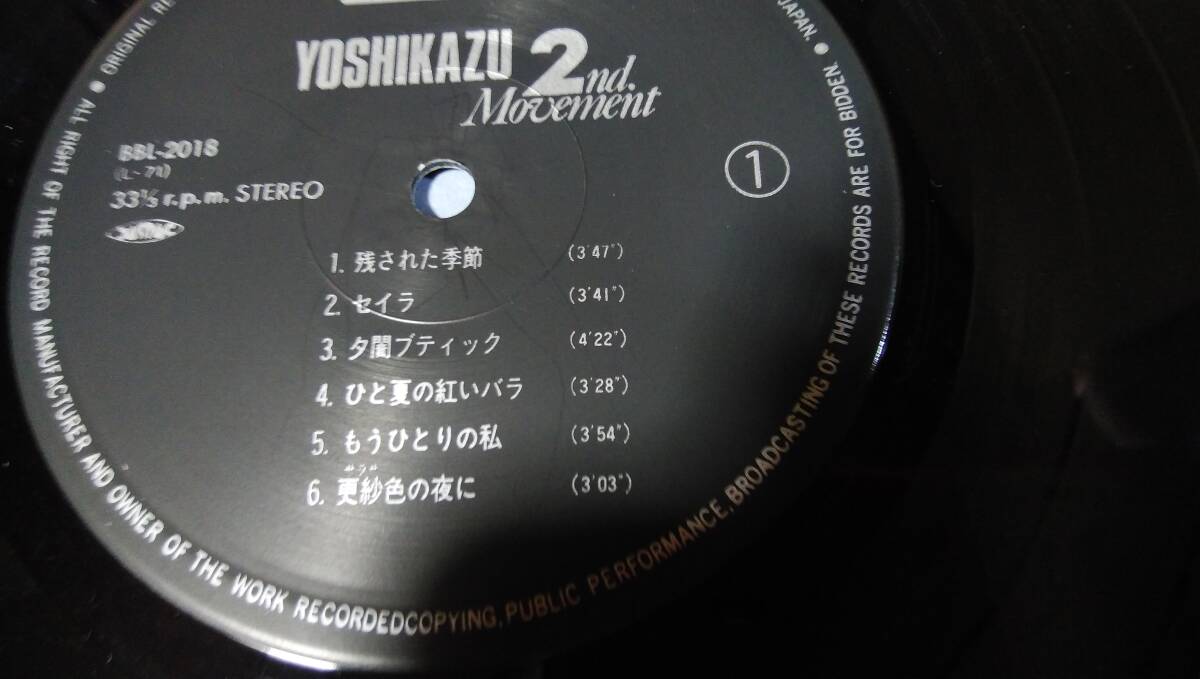 YOSHIKAZU 2nd.
Movement
BBL-2018
(L-71)
33⅓ r.p.m. STEREO
①
1. 残された季節 (3'47")
2. セイラ (3'41")
3. 夕闇ブティック (4'22")
4. ひと夏の紅いバラ (3'28")
5. もうひとりの私 (3'54")
サラサ
6. 更紗色の夜に (3'03")
● ORIGINAL
● ALL RIGHT OF THE RECORD MANUFACTURER AND OWNER OF THE WORK RECORDEDCOPYING, PUBLIC PERFORMANCE, BROADCASTING OF THESE RECORDS ARE FOR BIDDEN. ● JAPAN.